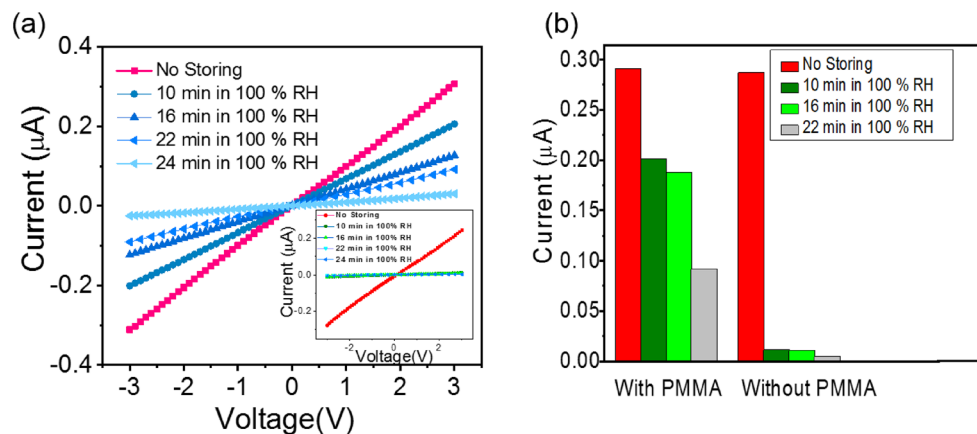 (a)
0.4
0.2
0.0
-0.2
-0.4
Current (μA)
No Storing
10 min in 100 % RH
16 min in 100 % RH
22 min in 100 % RH
24 min in 100 % RH
-3 -2 -1 0 1 2 3
Voltage(V)
No Storing
10 min in 100% RH
16 min in 100% RH
22 min in 100% RH
24 min in 100% RH
0.2
0.0
-0.2
Current (μA)
-2 0 2
Voltage(V)
(b)
0.30
0.25
0.20
0.15
0.10
0.05
0.00
Current (μA)
No Storing
10 min in 100 % RH
16 min in 100 % RH
22 min in 100 % RH
With PMMA Without PMMA